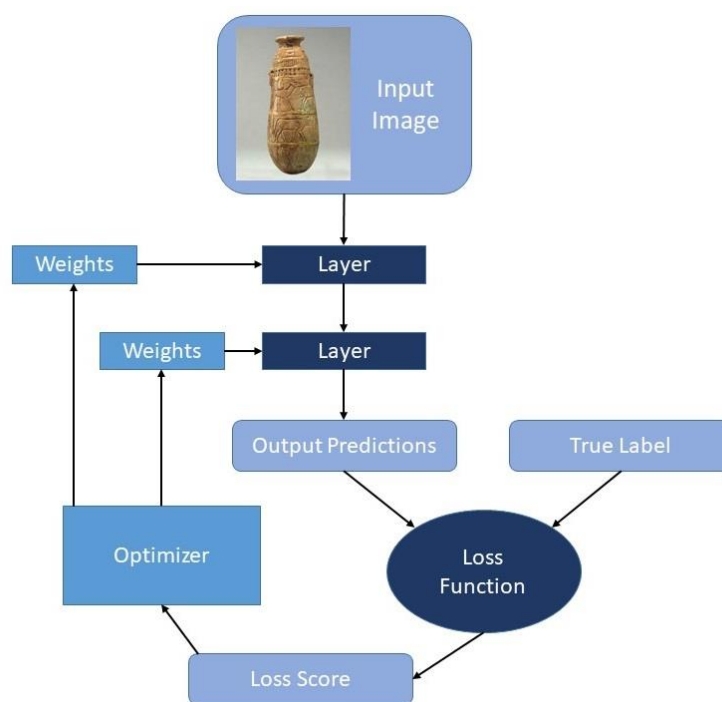 Input
Image
Weights
Layer
Weights
Layer
Output Predictions
True Label
Optimizer
Loss
Function
Loss Score